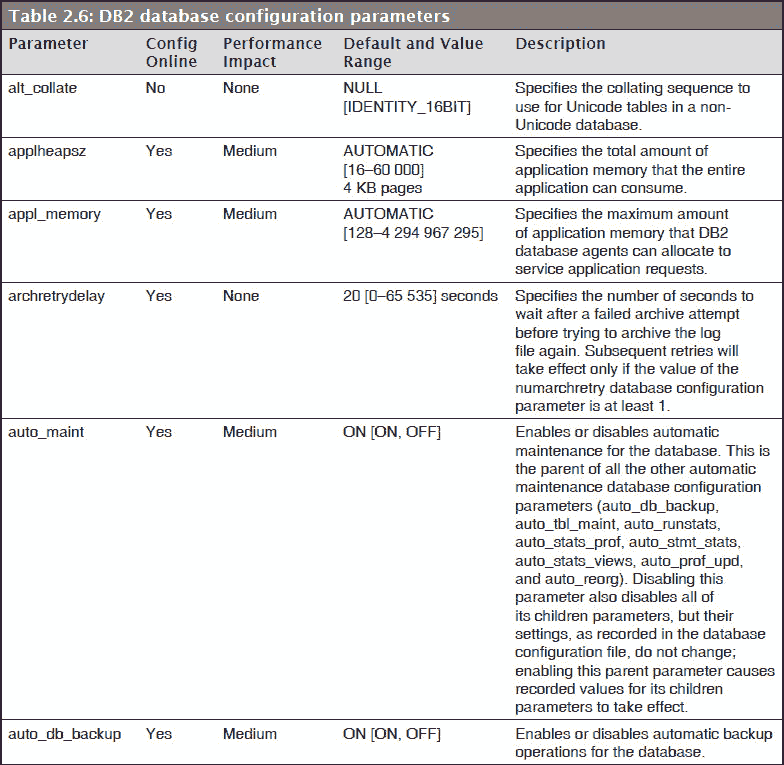 Table 2.6: DB2 database configuration parameters
Parameter Config Online Performance Impact Default and Value Range Description
alt_collate No None NULL Specifies the collating sequence to
[IDENTITY_16BIT] use for Unicode tables in a non-
Unicode database.
applheapsz Yes Medium AUTOMATIC Specifies the total amount of
[16–60 000] application memory that the entire
4 KB pages application can consume.
appl_memory Yes Medium AUTOMATIC Specifies the maximum amount
[128–4 294 967 295] of application memory that DB2
database agents can allocate to
service application requests.
archretrydelay Yes None 20 [0–65 535] seconds Specifies the number of seconds to
wait after a failed archive attempt
before trying to archive the log
file again. Subsequent retries will
take effect only if the value of the
numarchretry database configuration
parameter is at least 1.
auto_maint Yes Medium ON [ON, OFF] Enables or disables automatic
maintenance for the database. This is
the parent of all the other automatic
maintenance database configuration
parameters (auto_db_backup,
auto_tbl_maint, auto_runstats,
auto_stats_prof, auto_stmt_stats,
auto_stats_views, auto_prof_upd,
and auto_reorg). Disabling this
parameter also disables all of
its children parameters, but their
settings, as recorded in the database
configuration file, do not change;
enabling this parent parameter causes
recorded values for its children
parameters to take effect.
auto_db_backup Yes Medium ON [ON, OFF] Enables or disables automatic backup
operations for the database.